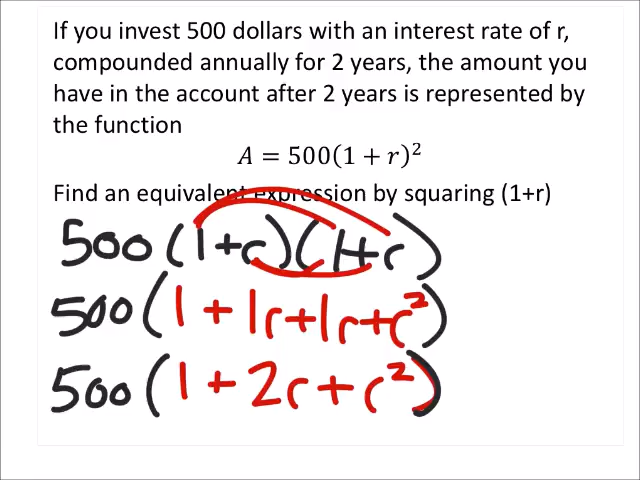 If you invest 500 dollars with an interest rate of r,
compounded annually for 2 years, the amount you
have in the account after 2 years is represented by
the function
A = 500(1 + r)²
Find an equivalent expression by squaring (1+r)
500(1+r)(1+r)
500(1+1r+1r+r²)
500(1+2r+r²)